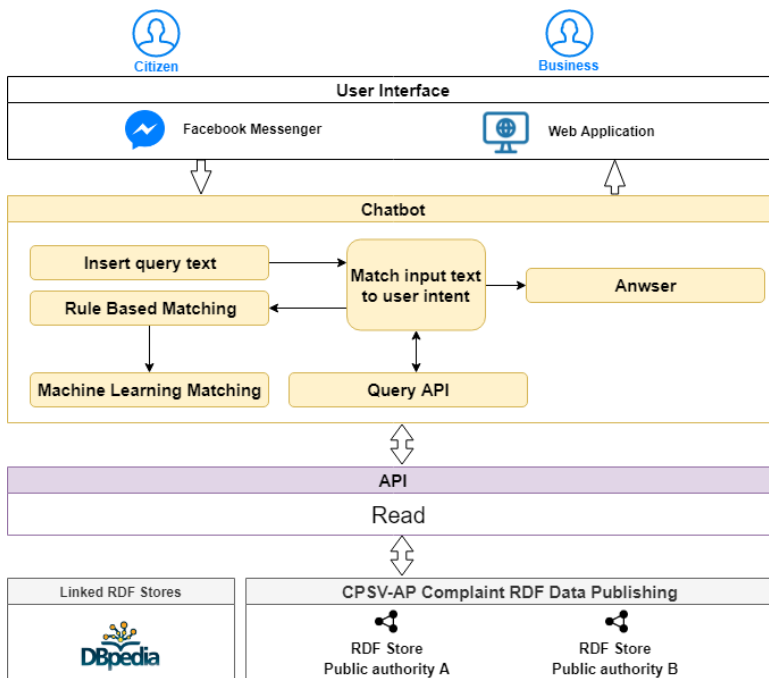 Citizen
Business
User Interface
Facebook Messenger
Web Application
Chatbot
Insert query text
Match input text
to user intent
Anwser
Rule Based Matching
Machine Learning Matching
Query API
API
Read
Linked RDF Stores
CPSV-AP Complaint RDF Data Publishing
DBpedia
RDF Store
Public authority A
RDF Store
Public authority B